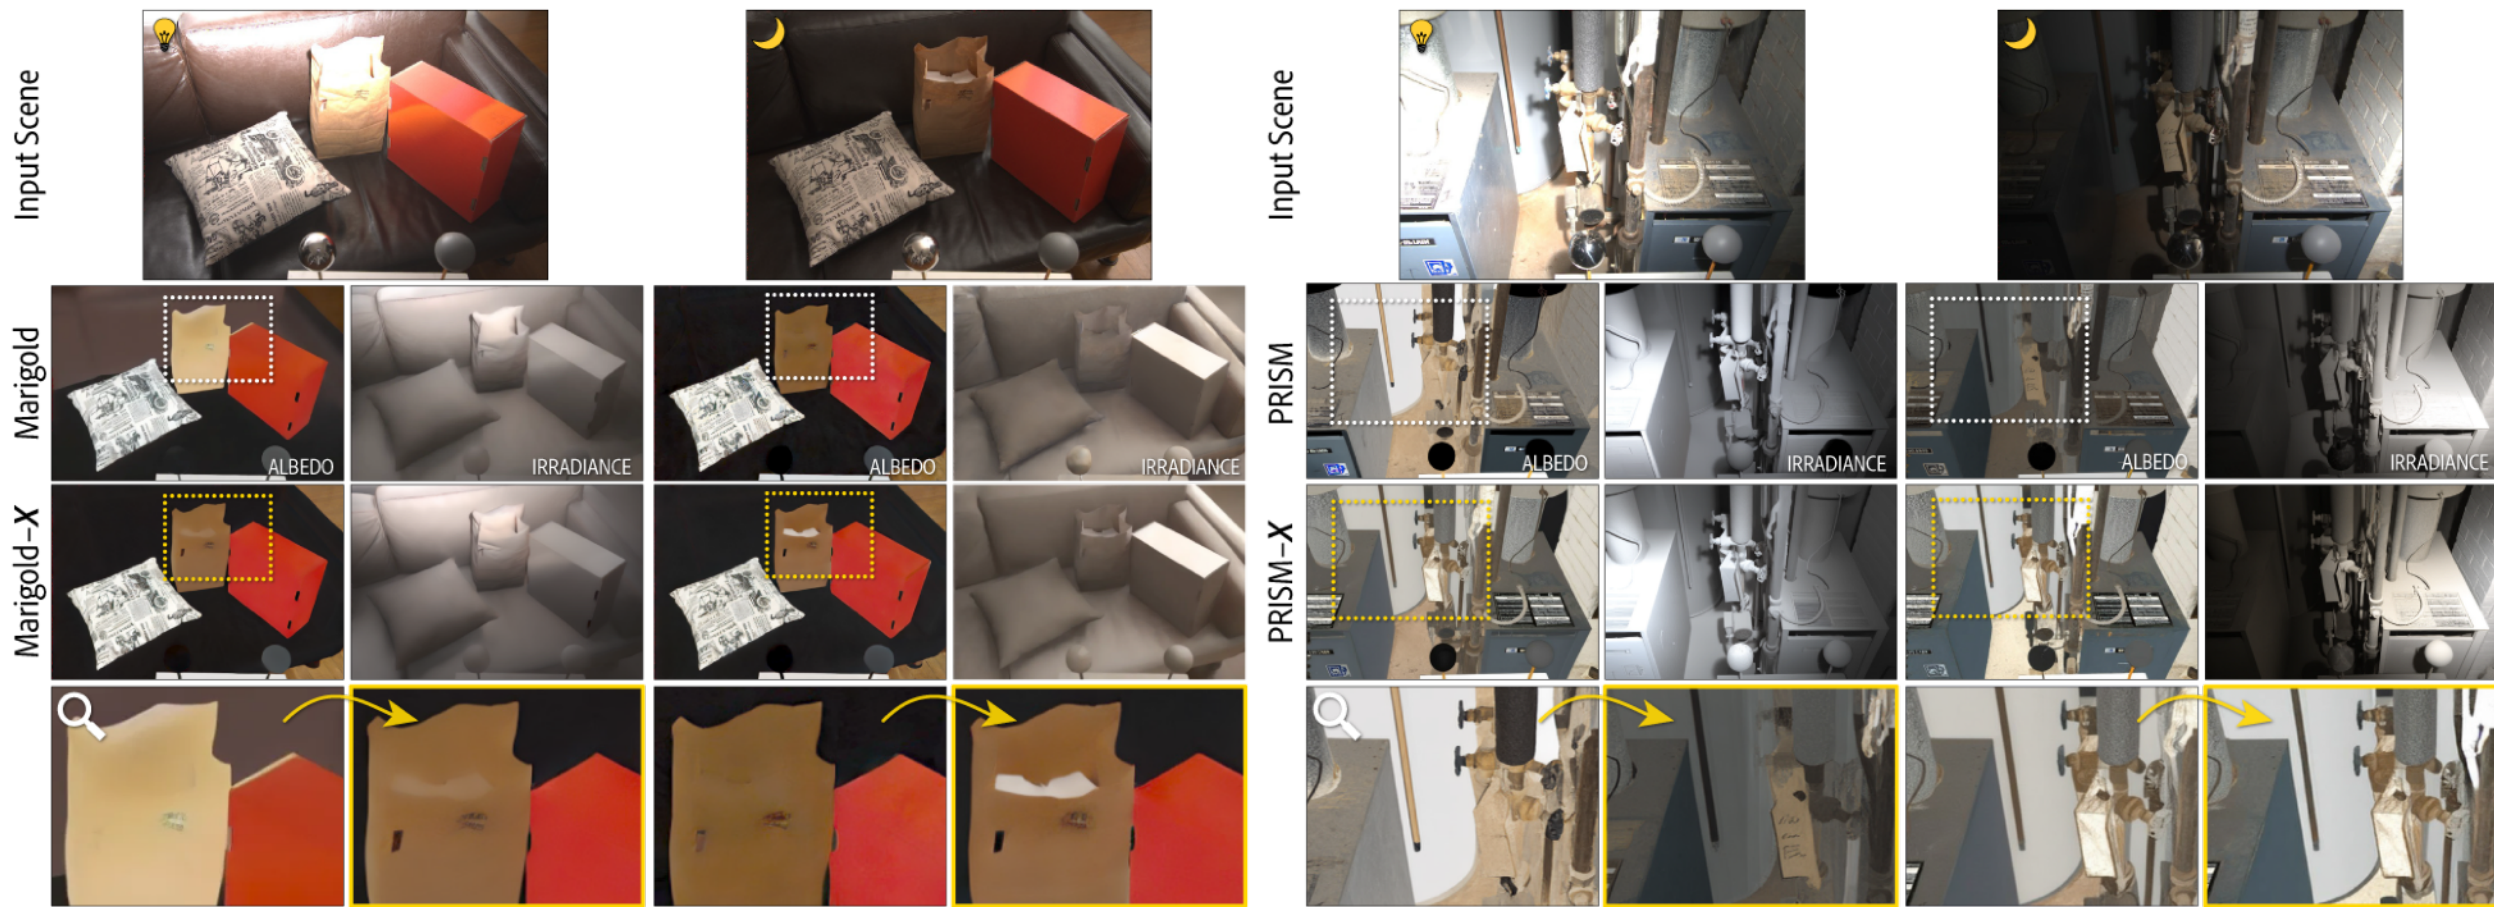 Input Scene
Input Scene
Marigold
ALBEDO
IRRADIANCE
ALBEDO
IRRADIANCE
PRISM
ALBEDO
IRRADIANCE
ALBEDO
IRRADIANCE
Marigold-X
PRISM-X